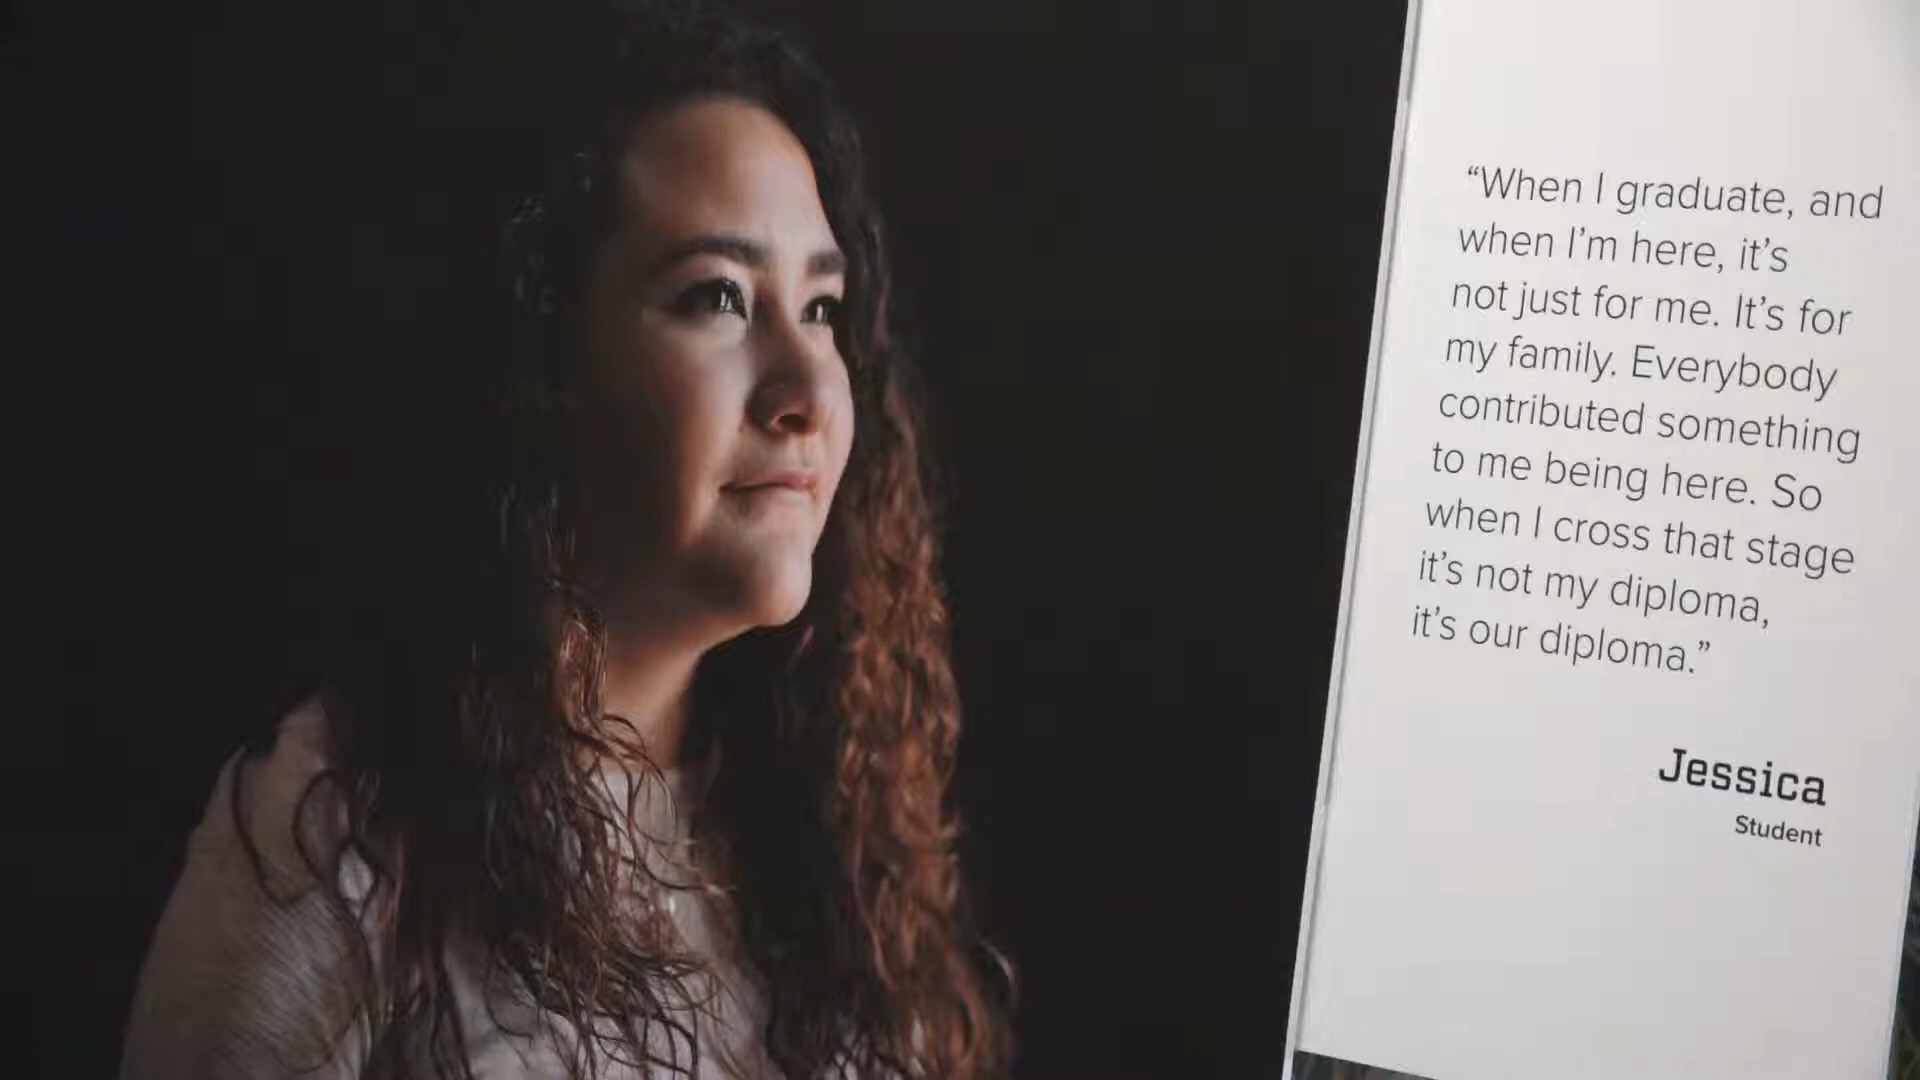 “When I graduate, and
when I’m here, it’s
not just for me. It’s for
my family. Everybody
contributed something
to me being here. So
when I cross that stage
it’s not my diploma,
it’s our diploma.”
Jessica
Student